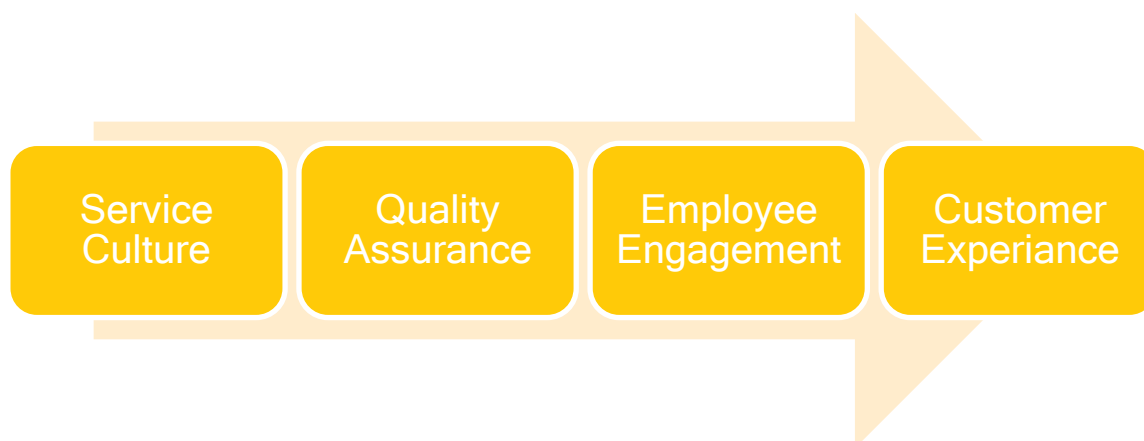 Service
Culture
Quality
Assurance
Employee
Engagement
Customer
Experiance